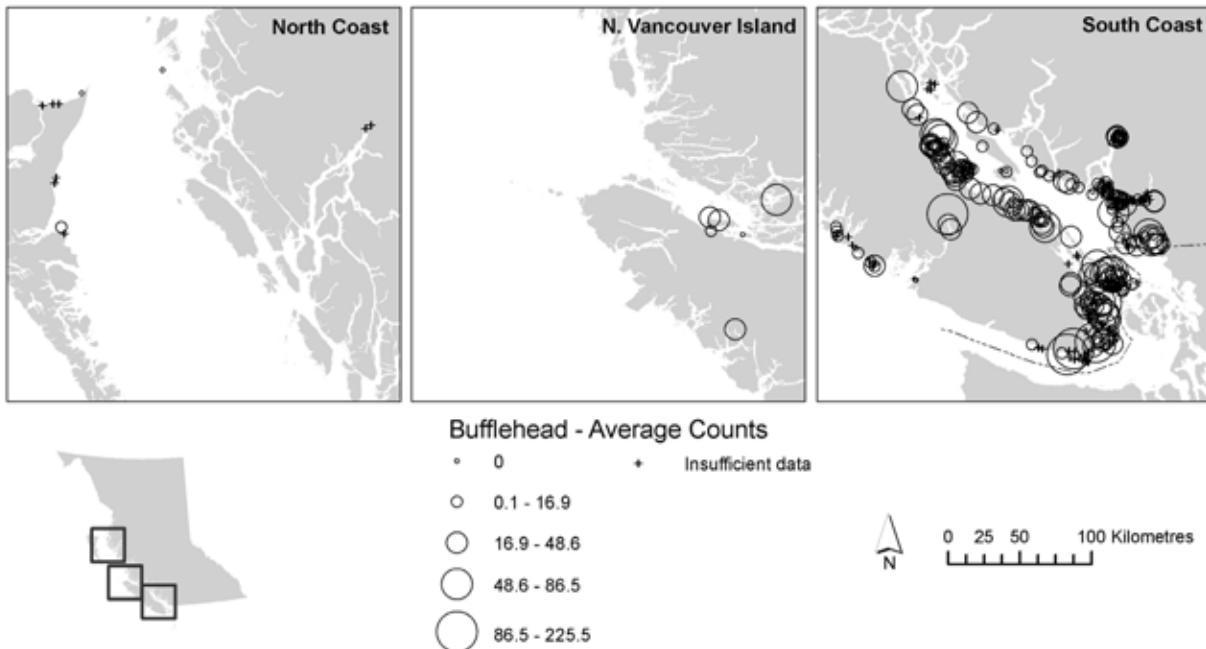 North Coast
N. Vancouver Island
South Coast
Bufflehead - Average Counts
0
Insufficient data
0.1 - 16.9
16.9 - 48.6
48.6 - 86.5
86.5 - 225.5
N
0 25 50 100 Kilometres